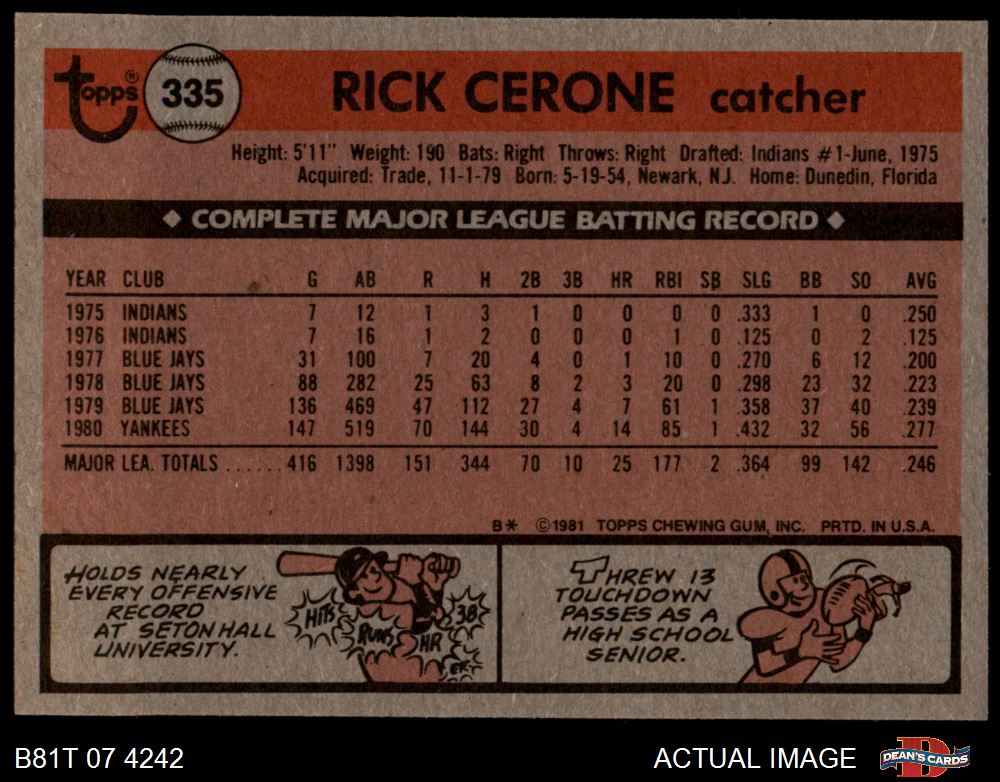 Topps® 335 RICK CERONE catcher
Height: 5'11" Weight: 190 Bats: Right Throws: Right Drafted: Indians #1-June, 1975
Acquired: Trade, 11-1-79 Born: 5-19-54, Newark, N.J. Home: Dunedin, Florida
◆ COMPLETE MAJOR LEAGUE BATTING RECORD ◆
YEAR CLUB G AB R H 2B 3B HR RBI SB SLG BB SO AVG
1975 INDIANS 7 12 1 3 1 0 0 0 0 .333 1 0 .250
1976 INDIANS 7 16 1 2 0 0 0 1 0 .125 0 2 .125
1977 BLUE JAYS 31 100 7 20 4 0 1 10 0 .270 6 12 .200
1978 BLUE JAYS 88 282 25 63 8 2 3 20 0 .298 23 32 .223
1979 BLUE JAYS 136 469 47 112 27 4 7 61 1 .358 37 40 .239
1980 YANKEES 147 519 70 144 30 4 14 85 1 .432 32 56 .277
MAJOR LEA. TOTALS ...... 416 1398 151 344 70 10 25 177 2 .364 99 142 .246
B* ©1981 TOPPS CHEWING GUM, INC. PRTD. IN U.S.A.
HOLDS NEARLY
EVERY OFFENSIVE
RECORD
AT SETON HALL
UNIVERSITY.
HITS
RUNS
HR
3B
THREW 13
TOUCHDOWN
PASSES AS A
HIGH SCHOOL
SENIOR.
B81T 07 4242 ACTUAL IMAGE DEAN'S CARDS